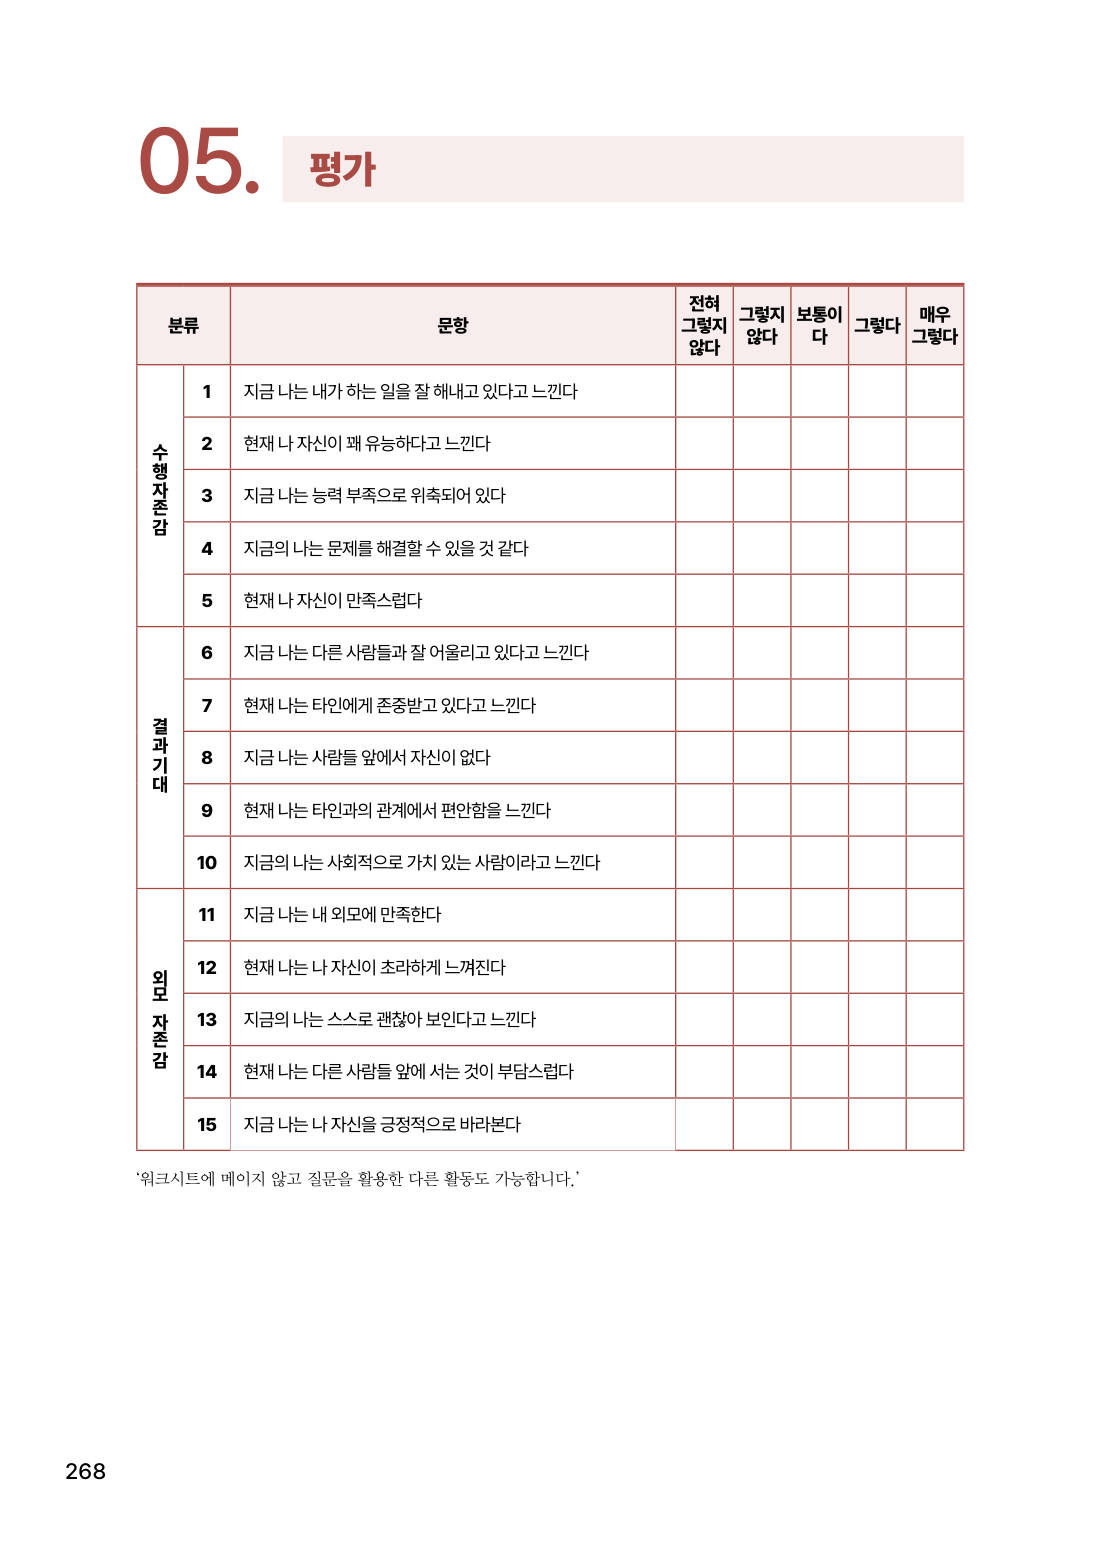 05.
평가
분류
문항
전혀
그렇지
않다
그렇지
않다
보통이
다
그렇다
매우
그렇다
수행자존감
1 지금 나는 내가 하는 일을 잘 해내고 있다고 느낀다
2 현재 나 자신이 꽤 유능하다고 느낀다
3 지금 나는 능력 부족으로 위축되어 있다
4 지금의 나는 문제를 해결할 수 있을 것 같다
5 현재 나 자신이 만족스럽다
결과기대
6 지금 나는 다른 사람들과 잘 어울리고 있다고 느낀다
7 현재 나는 타인에게 존중받고 있다고 느낀다
8 지금 나는 사람들 앞에서 자신이 없다
9 현재 나는 타인과의 관계에서 편안함을 느낀다
10 지금의 나는 사회적으로 가치 있는 사람이라고 느낀다
외모 자존감
11 지금 나는 내 외모에 만족한다
12 현재 나는 나 자신이 초라하게 느껴진다
13 지금의 나는 스스로 괜찮아 보인다고 느낀다
14 현재 나는 다른 사람들 앞에 서는 것이 부담스럽다
15 지금 나는 나 자신을 긍정적으로 바라본다
‘워크시트에 메이지 않고 질문을 활용한 다른 활동도 가능합니다.’
268